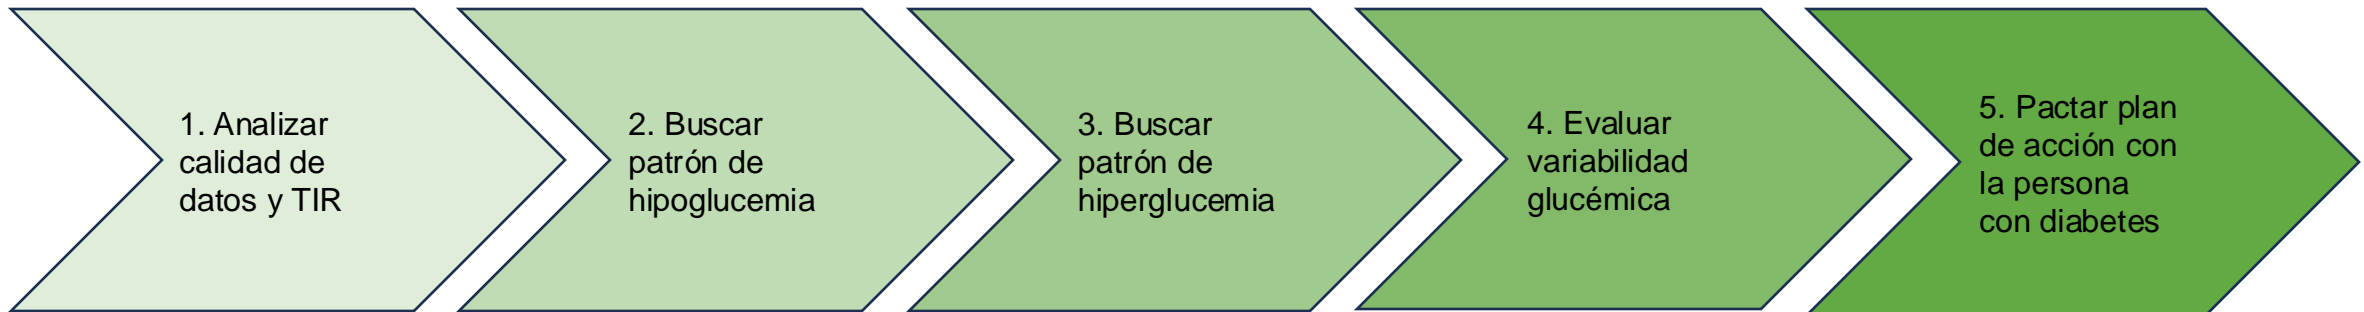 1. Analizar
calidad de
datos y TIR
2. Buscar
patrón de
hipoglucemia
3. Buscar
patrón de
hiperglucemia
4. Evaluar
variabilidad
glucémica
5. Pactar plan
de acción con
la persona
con diabetes